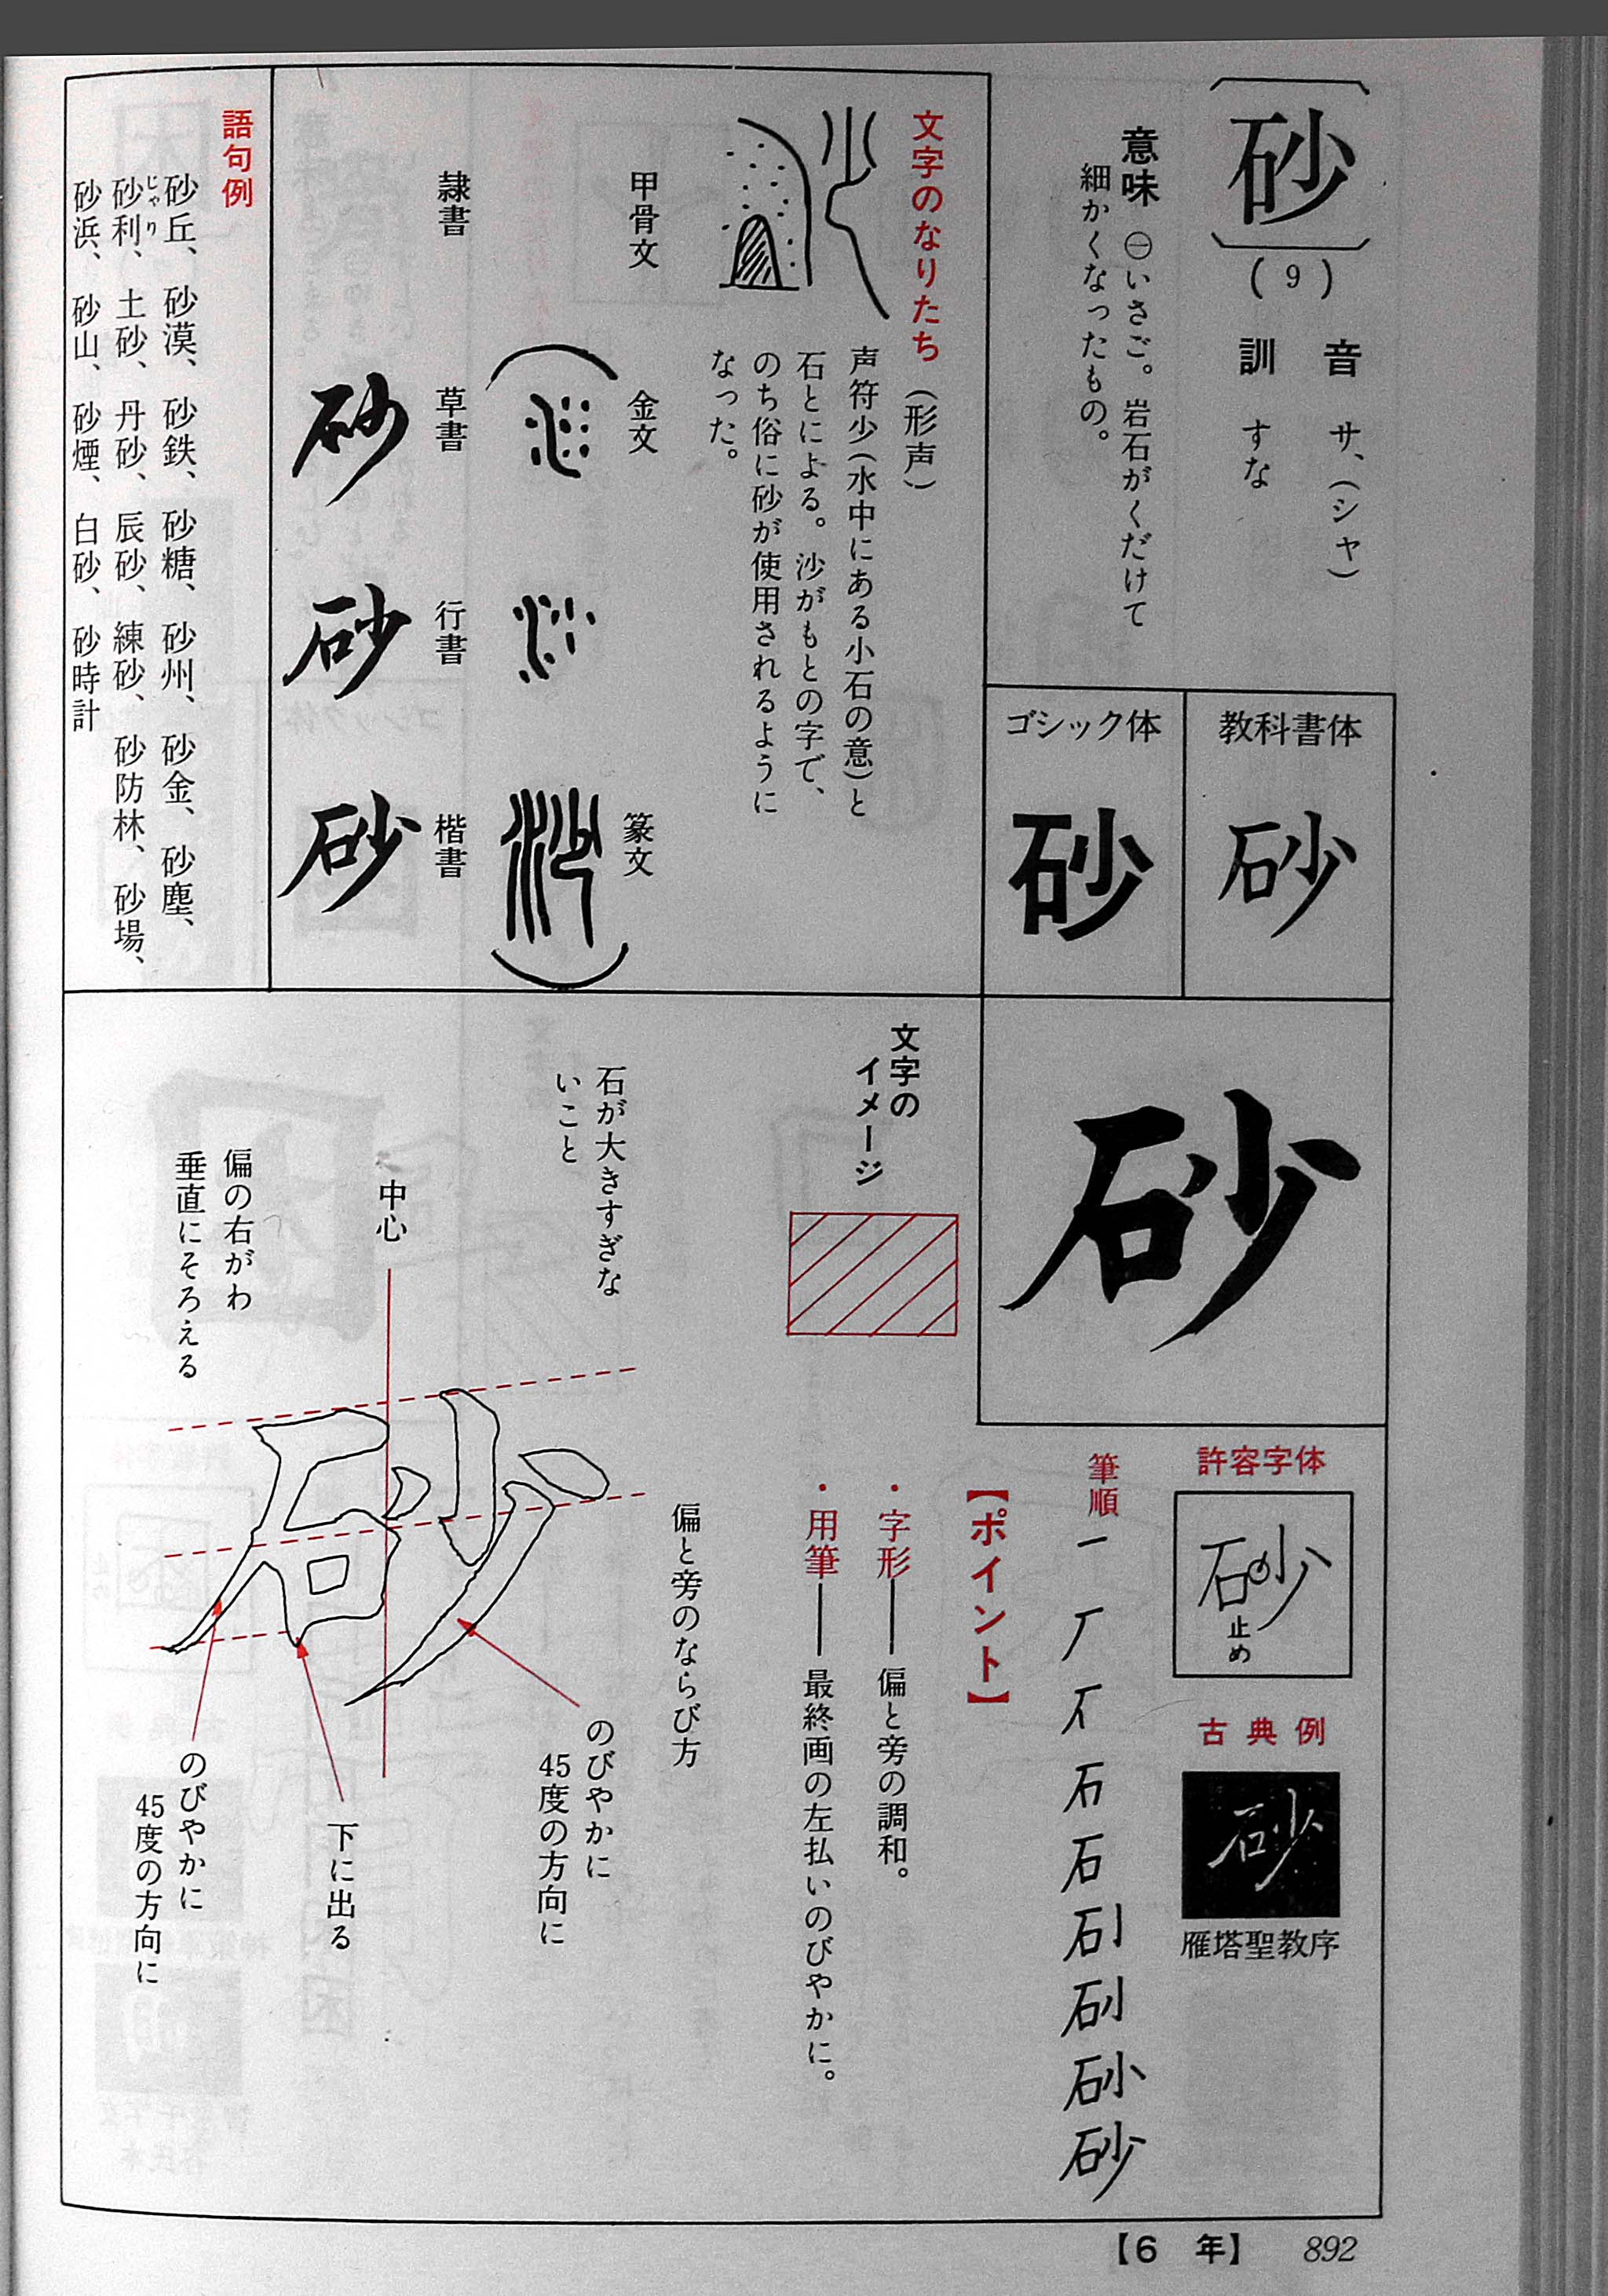 砂
(9)
音　サ、(シャ)
訓　すな
意味　㊀いさご。岩石がくだけて
細かくなったもの。
教科書体
砂
ゴシック体
砂
文字のなりたち(形声)
声符少(水中にある小石の意)と
石とによる。沙がもとの字で、
のち俗に砂が使用されるように
なった。
甲骨文
金文
篆文
隷書
草書
砂
行書
砂
楷書
砂
語句例
砂丘、砂漠、砂鉄、砂糖、砂州、砂金、砂塵、
じゃり
砂利、土砂、丹砂、辰砂、練砂、砂防林、砂場、
砂浜、砂山、砂煙、白砂、砂時計
砂
許容字体
砂
止め
古典例
砂
雁塔聖教序
筆順
石
石
砂
【ポイント】
・字形――偏と旁の調和。
・用筆――最終画の左払いのびやかに。
文字の
イメージ
石が大きすぎな
いこと
中心
偏の右がわ
垂直にそろえる
偏と旁のならび方
のびやかに
45度の方向に
下に出る
のびやかに
45度の方向に
【6　年】　892